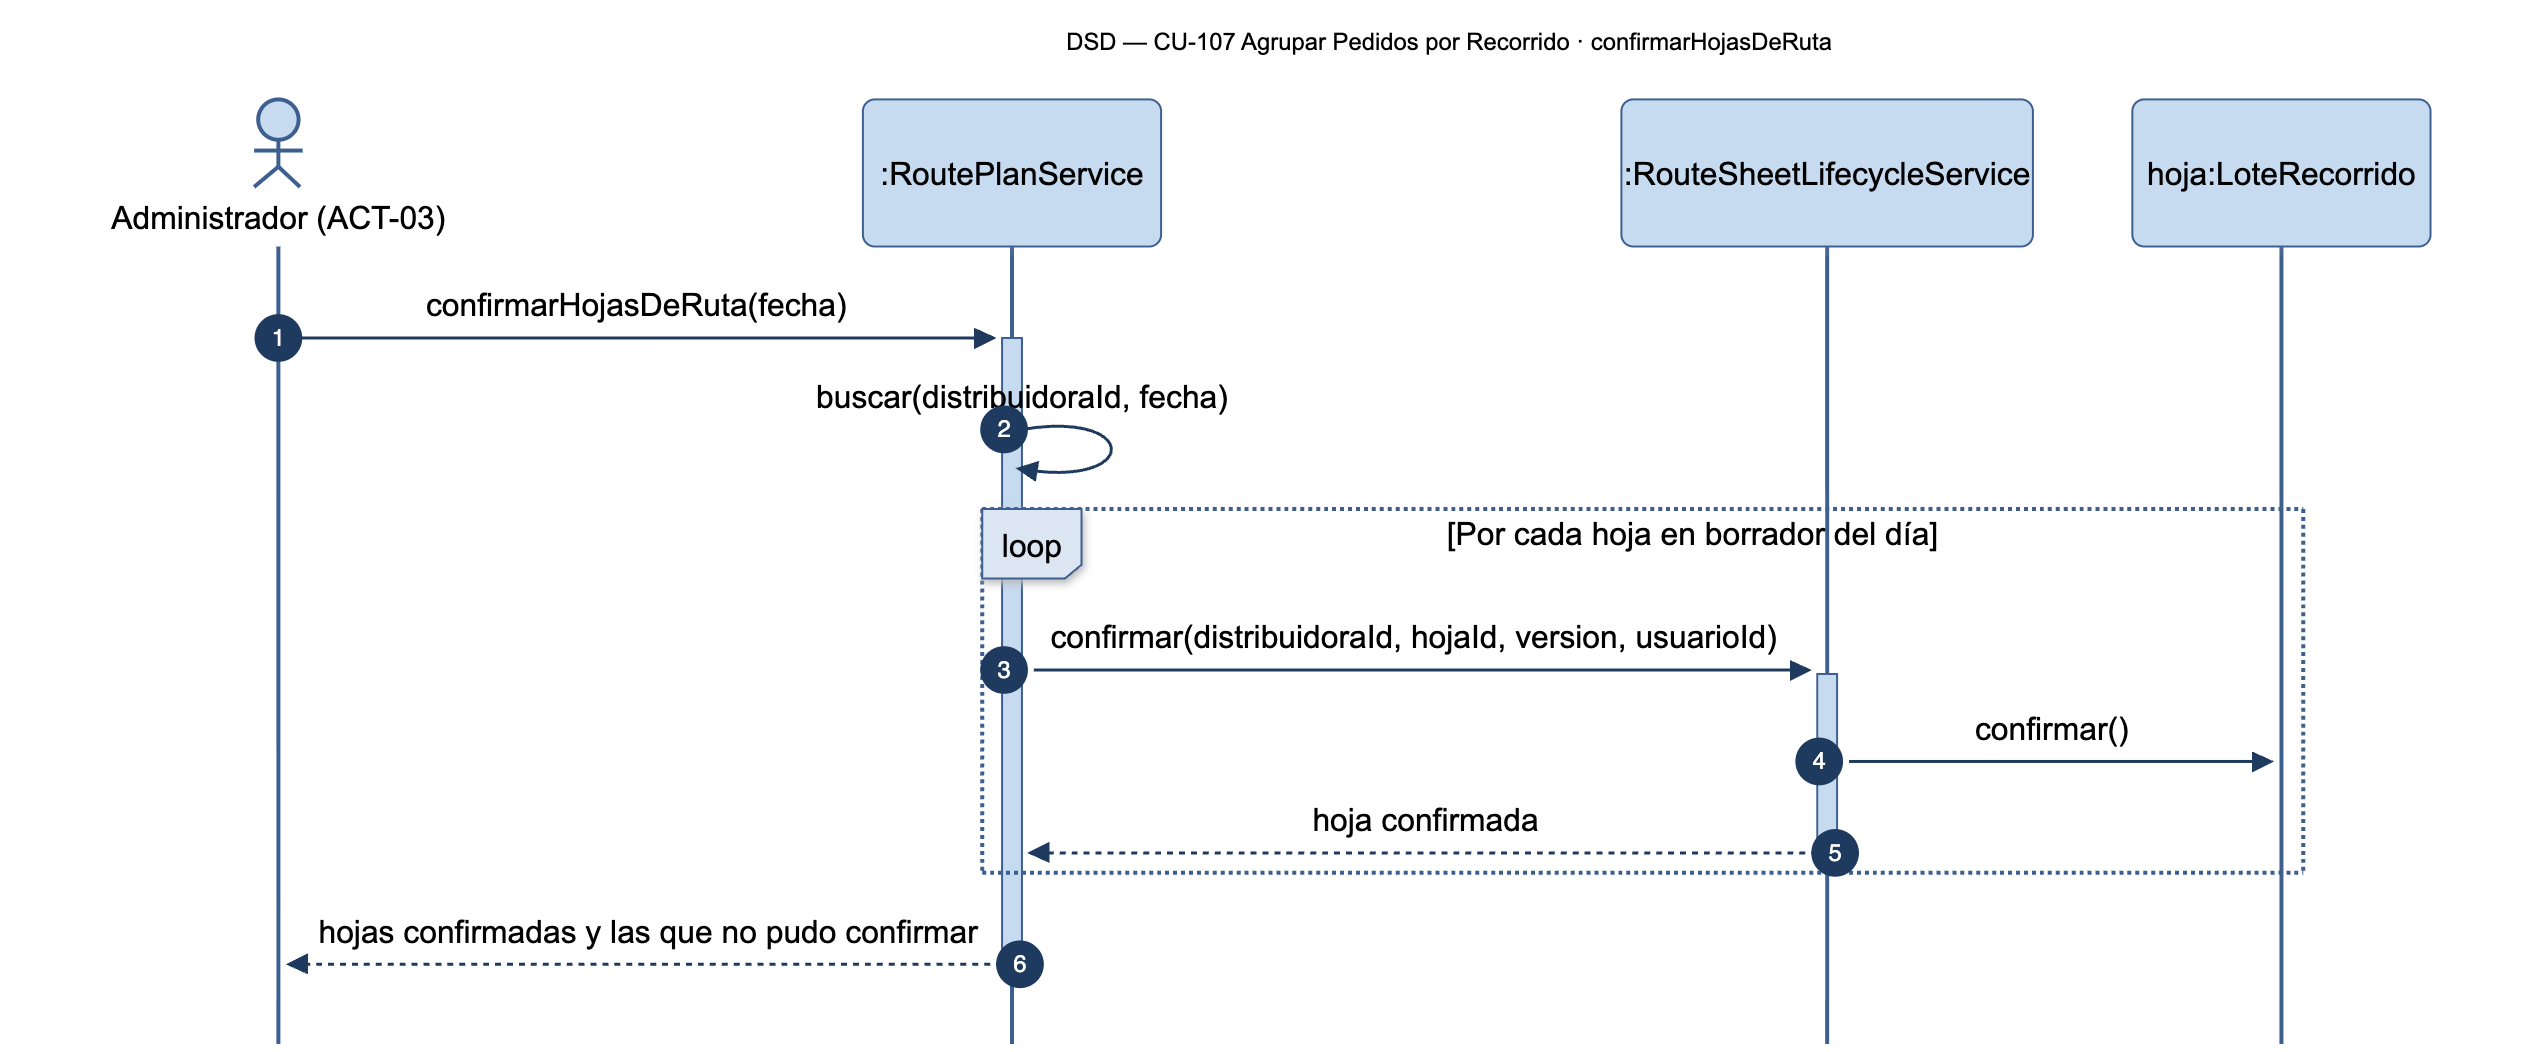 DSD — CU-107 Agrupar Pedidos por Recorrido · confirmarHojasDeRuta
:RoutePlanService
:RouteSheetLifecycleService
hoja:LoteRecorrido
Administrador (ACT-03)
confirmarHojasDeRuta(fecha)
1
buscar(distribuidoraId, fecha)
2
loop
[Por cada hoja en borrador del día]
confirmar(distribuidoraId, hojaId, version, usuarioId)
3
confirmar()
4
hoja confirmada
5
hojas confirmadas y las que no pudo confirmar
6